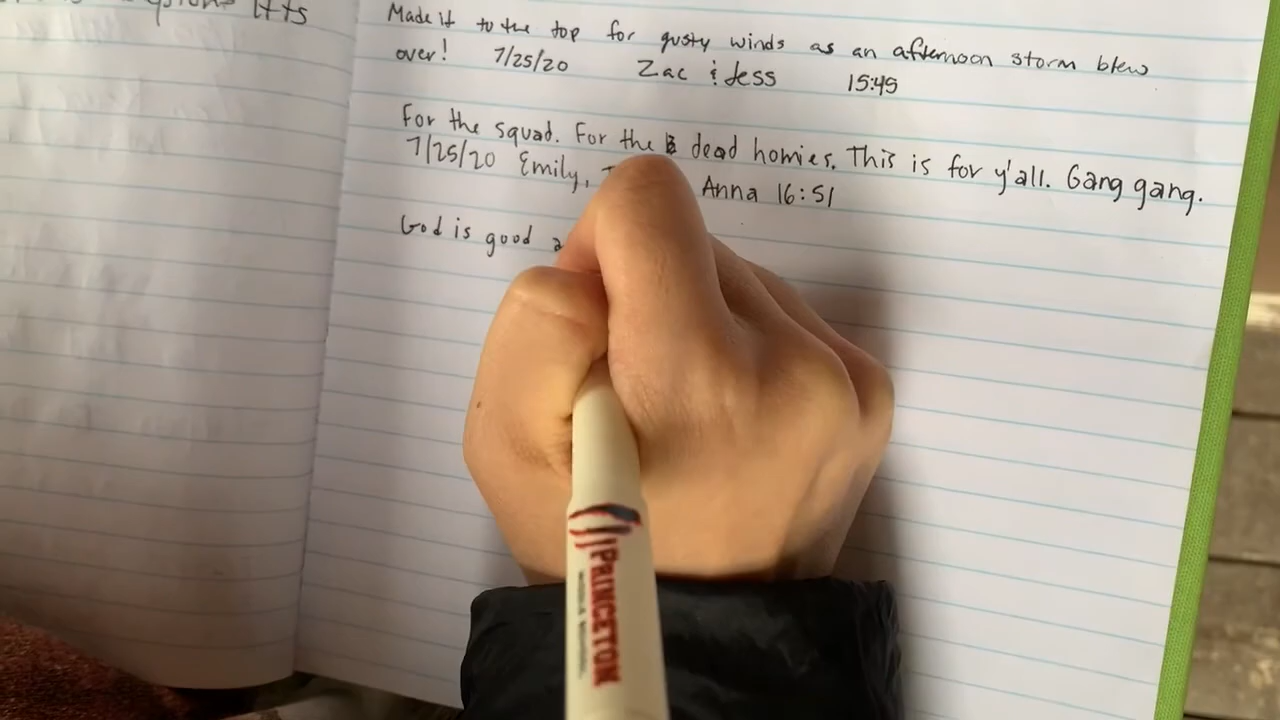 Itts
Made it to the top for gusty winds as an afternoon storm blew
over! 7/25/20 Zac & Jess 15:45
For the squad. For the dead homies. This is for y'all. Gang gang.
7/25/20 Emily, Anna 16:51
God is good a
PRINCETON